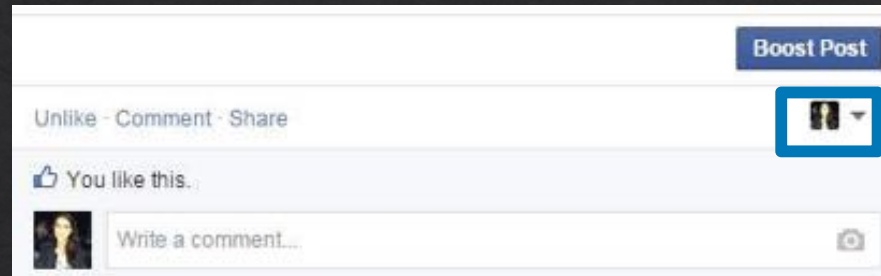 Boost Post
Unlike · Comment · Share
You like this.
Write a comment...